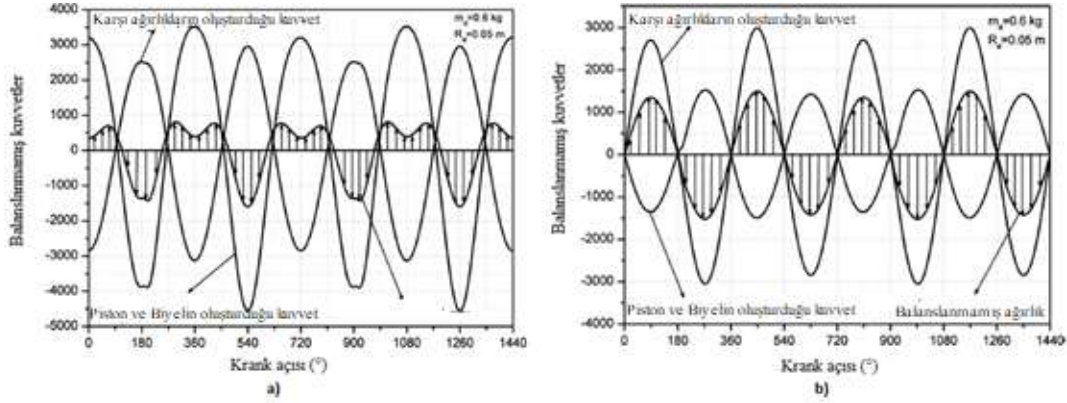 Karşı ağırlıkların oluşturduğu kuvvet
mₐ=0.6 kg
Rₐ=0.05 m
4000
3000
2000
1000
0
-1000
-2000
-3000
-4000
-5000
Balanslanmamış kuvvetler
Piston ve Biyelin oluşturduğu kuvvet
0 180 360 540 720 900 1080 1260 1440
Krank açısı (°)
a)
Karşı ağırlıkların oluşturduğu kuvvet
mₐ=0.6 kg
Rₐ=0.05 m
3000
2000
1000
0
-1000
-2000
-3000
-4000
Balanslanmamış kuvvetler
Piston ve Biyelin oluşturduğu kuvvet
Balanslanmamış ağırlık
0 180 360 540 720 900 1080 1260 1440
Krank açısı (°)
b)